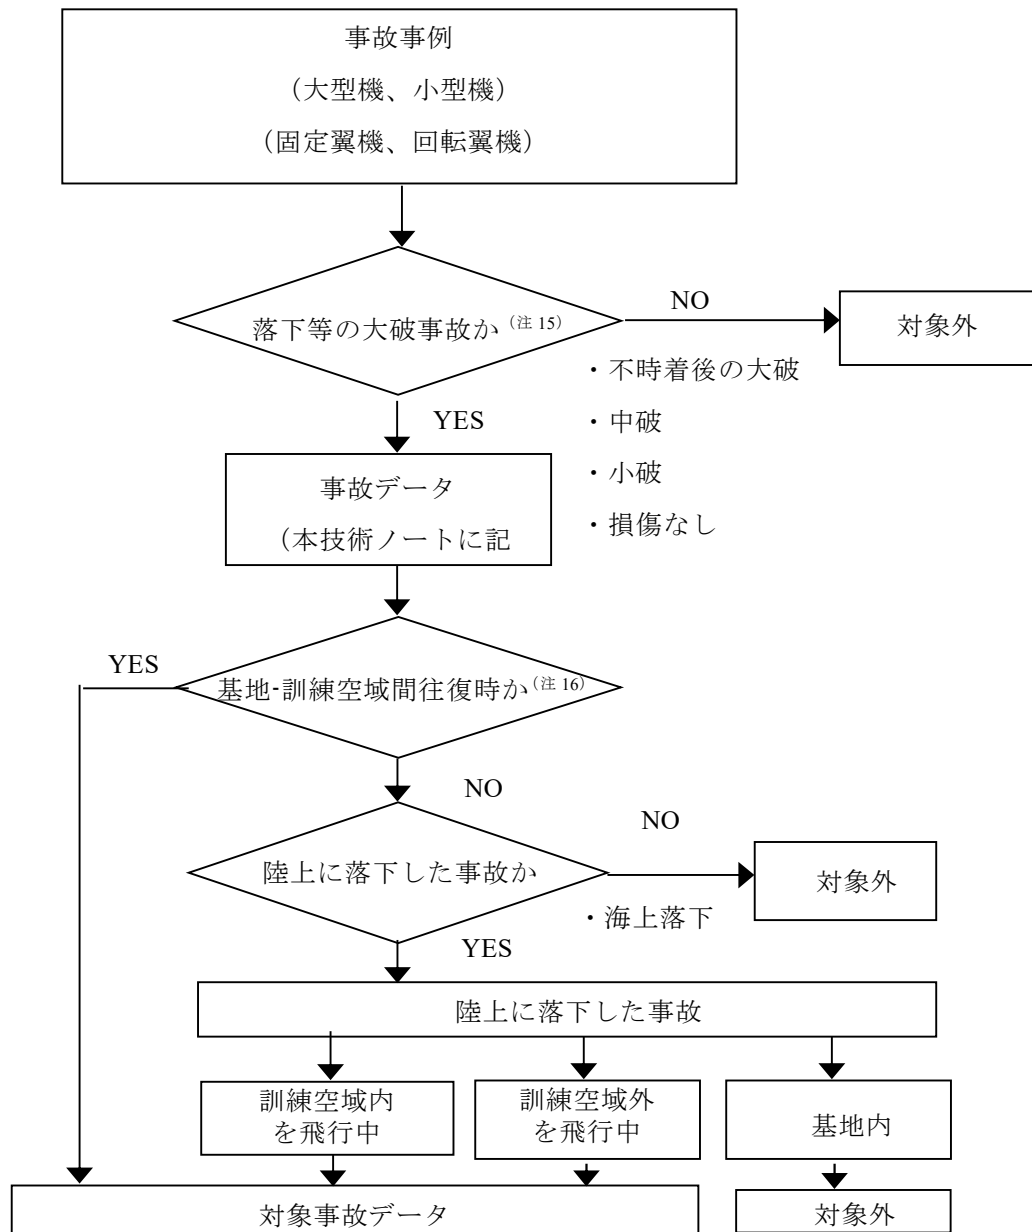 事故事例
（大型機、小型機）
（固定翼機、回転翼機）
落下等の大破事故か（注 15）
NO
対象外
・不時着後の大破
・中破
・小破
・損傷なし
YES
事故データ
（本技術ノートに記
YES
基地-訓練空域間往復時か（注 16）
NO
陸上に落下した事故か
NO
対象外
・海上落下
YES
陸上に落下した事故
訓練空域内
を飛行中
訓練空域外
を飛行中
基地内
対象事故データ
対象外